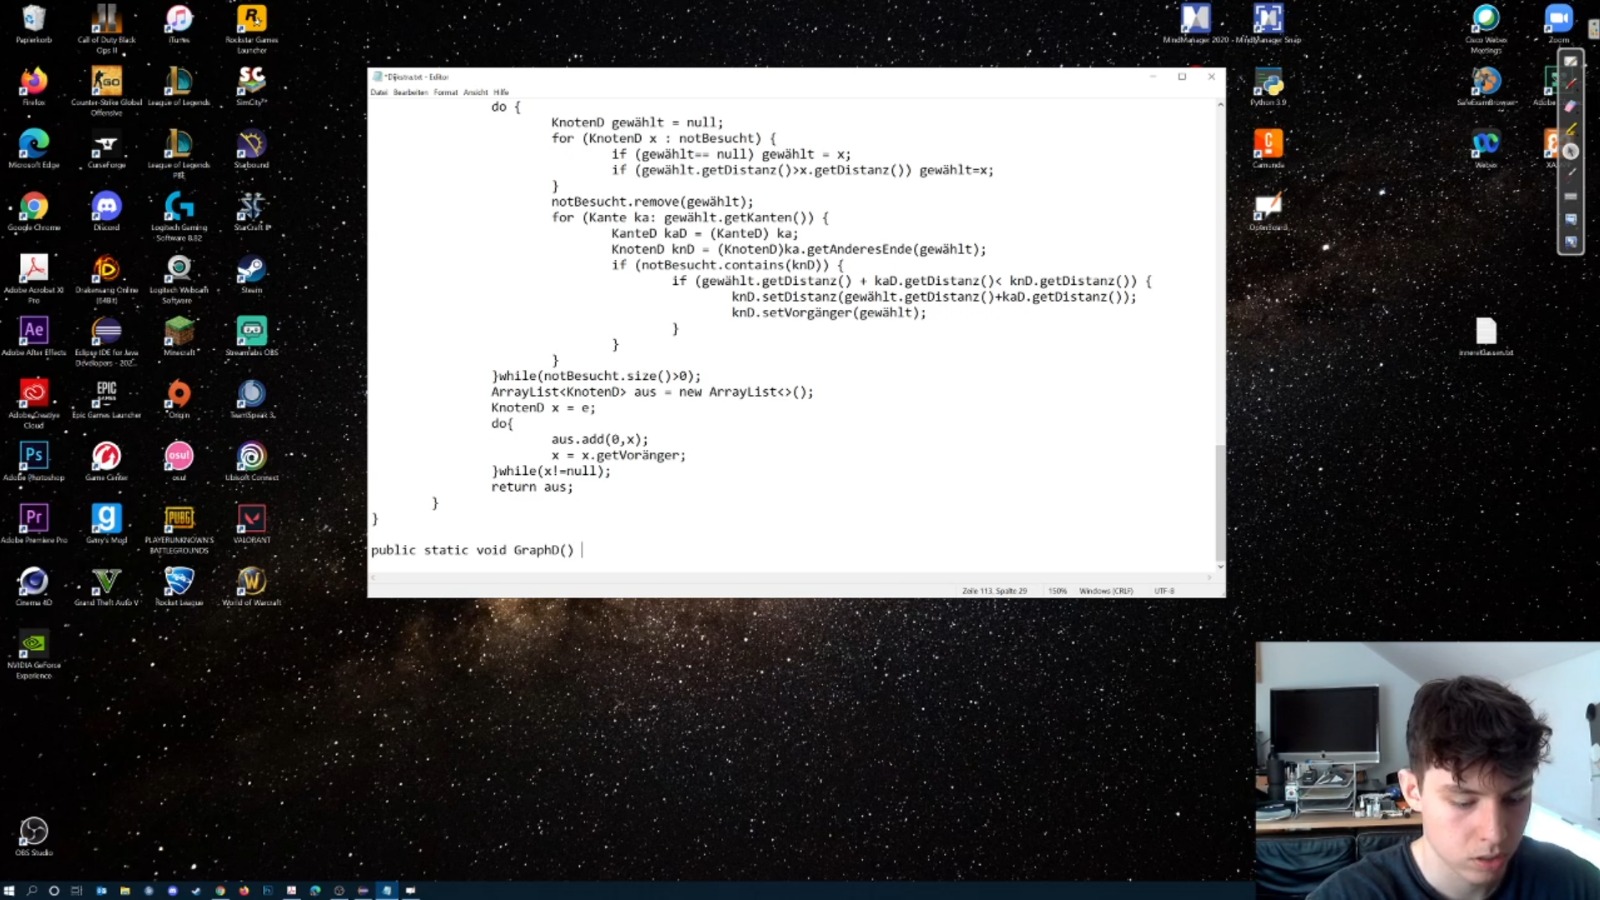 Papierkorb
Call of Duty Black Ops II
iTunes
Rockstar Games Launcher
MindManager 2020
MindManager Snap
Cisco Webex Meetings
Zoom
Firefox
Counter-Strike Global Offensive
League of Legends
SimCity™
Python 3.9
SafeExamBrowser
Adobe
Microsoft Edge
CurseForge
League of Legends
Starbound
Camunda
Webex
Google Chrome
Discord
Logitech Gaming Software 8.82
StarCraft II
OpenBoard
Adobe Acrobat XI Pro
Drakensang Online (64Bit)
Logitech Webcam Software
Steam
Adobe After Effects
Eclipse IDE for Java Developers - 202...
Minecraft
Streamlabs OBS
innereKlassen.txt
Adobe Creative Cloud
Epic Games Launcher
Origin
TeamSpeak 3
Adobe Photoshop
Game Center
osu!
Ubisoft Connect
Adobe Premiere Pro
Garry's Mod
PLAYERUNKNOWN'S BATTLEGROUNDS
VALORANT
Cinema 4D
Grand Theft Auto V
Rocket League
World of Warcraft
NVIDIA GeForce Experience
OBS Studio
*Dijkstra.txt - Editor
Datei Bearbeiten Format Ansicht Hilfe
do {
KnotenD gewählt = null;
for (KnotenD x : notBesucht) {
if (gewählt== null) gewählt = x;
if (gewählt.getDistanz()>x.getDistanz()) gewählt=x;
}
notBesucht.remove(gewählt);
for (Kante ka: gewählt.getKanten()) {
KanteD kaD = (KanteD) ka;
KnotenD knD = (KnotenD)ka.getAnderesEnde(gewählt);
if (notBesucht.contains(knD)) {
if (gewählt.getDistanz() + kaD.getDistanz()< knD.getDistanz()) {
knD.setDistanz(gewählt.getDistanz()+kaD.getDistanz());
knD.setVorgänger(gewählt);
}
}
}
}while(notBesucht.size()>0);
ArrayList<KnotenD> aus = new ArrayList<>();
KnotenD x = e;
do{
aus.add(0,x);
x = x.getVoränger;
}while(x!=null);
return aus;
}
}
public static void GraphD()
Zeile 113, Spalte 29
150%
Windows (CRLF)
UTF-8